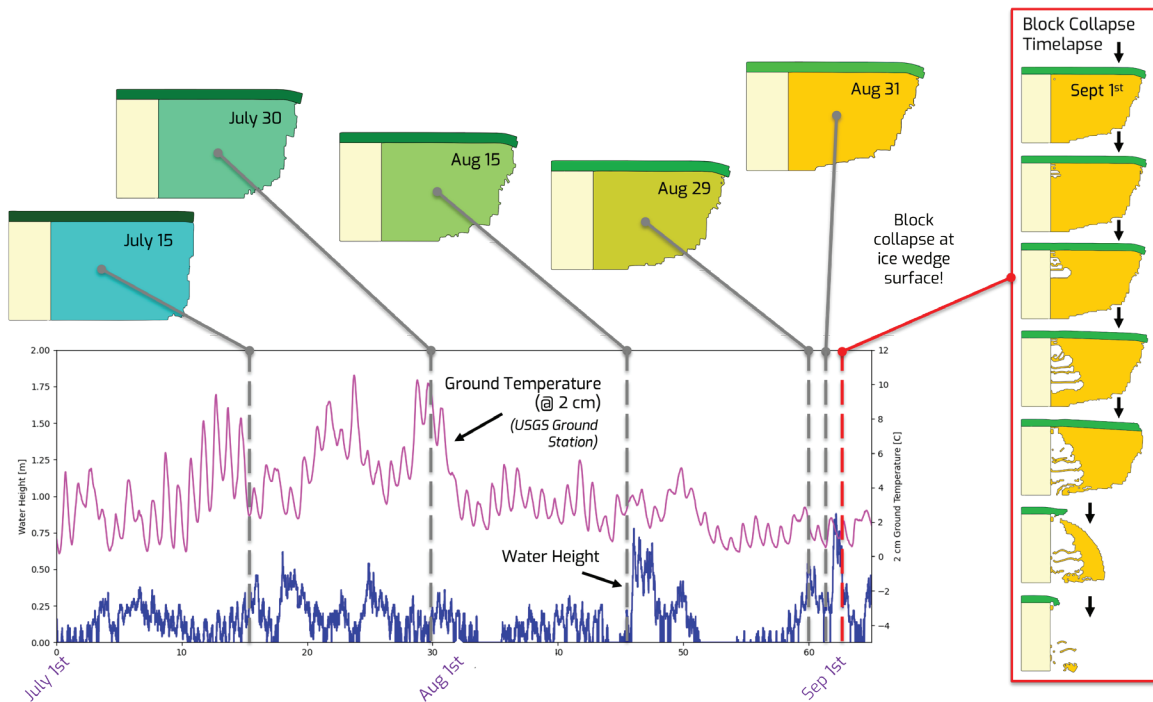 Block Collapse
Timelapse
Sept 1st
Aug 31
July 30
Aug 15
Aug 29
July 15
Block
collapse at
ice wedge
surface!
Ground Temperature
(@ 2 cm)
(USGS Ground
Station)
Water Height
Water Height [m]
2.00
1.75
1.50
1.25
1.00
0.75
0.50
0.25
0.00
12
10
8
6
4
2
0
−2
−4
2 cm Ground Temperature [C]
10
20
30
40
50
60
July 1st
Aug 1st
Sep 1st